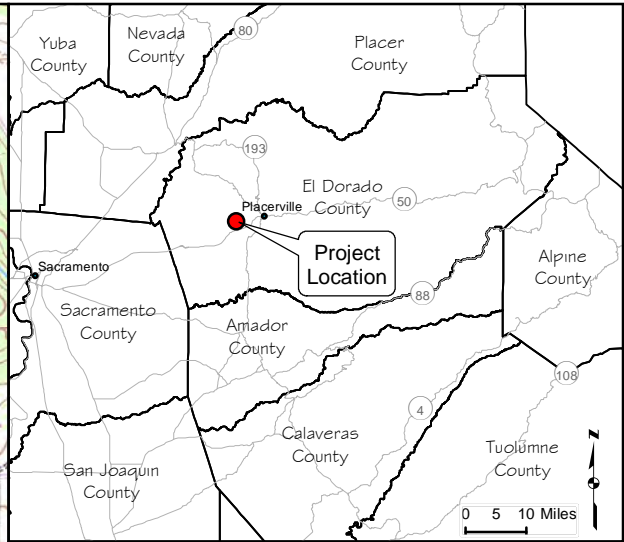 Yuba
County
Nevada
County
80
Placer
County
193
El Dorado
County
Placerville
50
Project
Location
Sacramento
Sacramento
County
Amador
County
88
Alpine
County
108
4
Calaveras
County
Tuolumne
County
San Joaquin
County
N
0 5 10 Miles